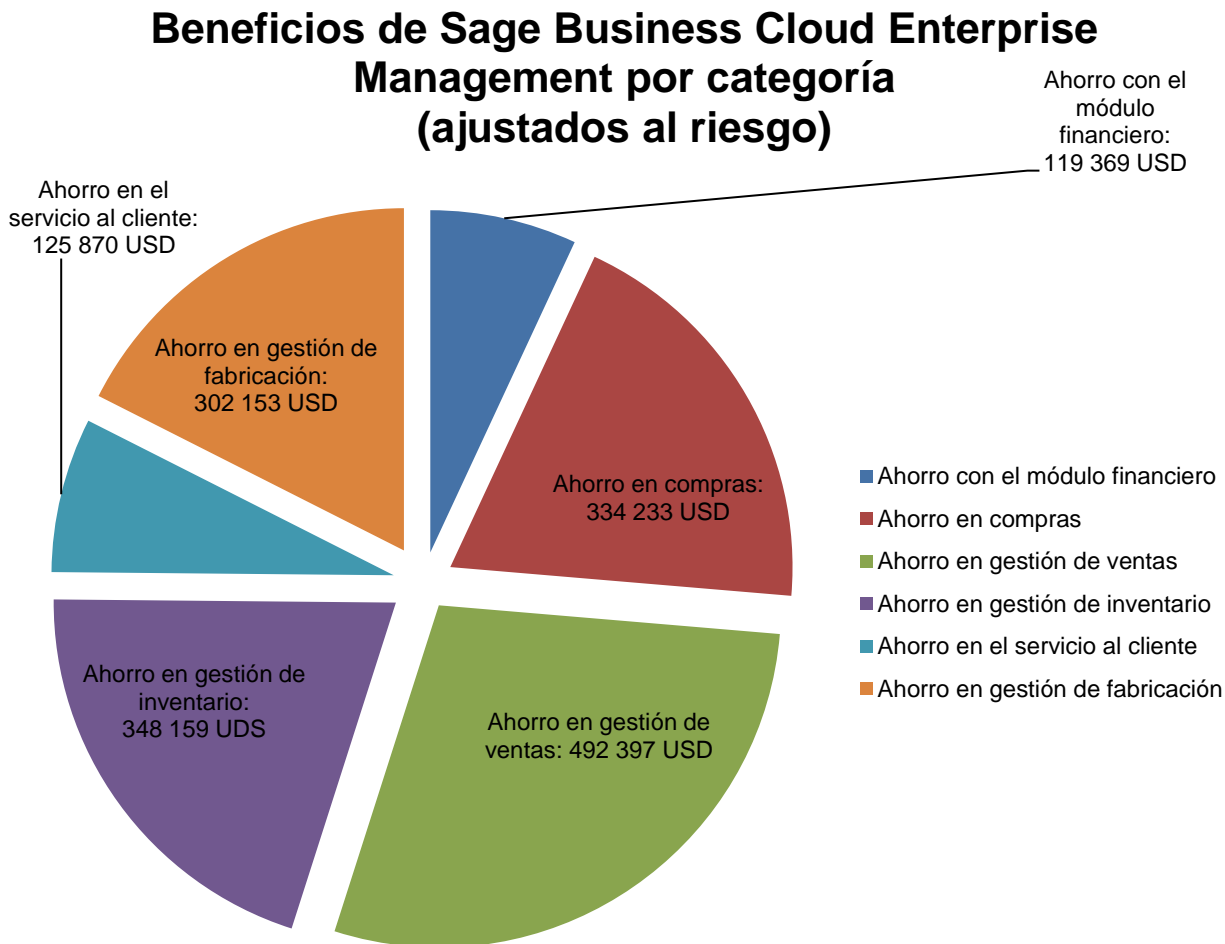 Beneficios de Sage Business Cloud Enterprise
Management por categoría
(ajustados al riesgo)
Ahorro con el
módulo
financiero:
119 369 USD
Ahorro en el
servicio al cliente:
125 870 USD
Ahorro en gestión de
fabricación:
302 153 USD
Ahorro en compras:
334 233 USD
Ahorro en gestión de
inventario:
348 159 UDS
Ahorro en gestión de
ventas: 492 397 USD
Ahorro con el módulo financiero
Ahorro en compras
Ahorro en gestión de ventas
Ahorro en gestión de inventario
Ahorro en el servicio al cliente
Ahorro en gestión de fabricación